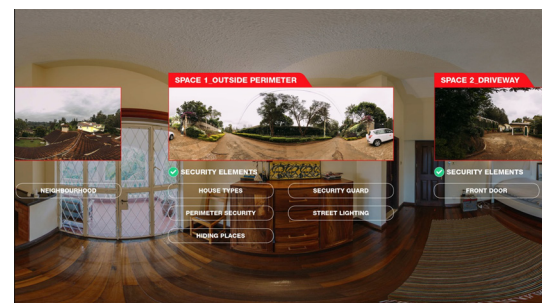 SPACE 1_OUTSIDE PERIMETER
SPACE 2_DRIVEWAY
SECURITY ELEMENTS
SECURITY ELEMENTS
NEIGHBOURHOOD
HOUSE TYPES
SECURITY GUARD
FRONT DOOR
PERIMETER SECURITY
STREET LIGHTING
HIDING PLACES